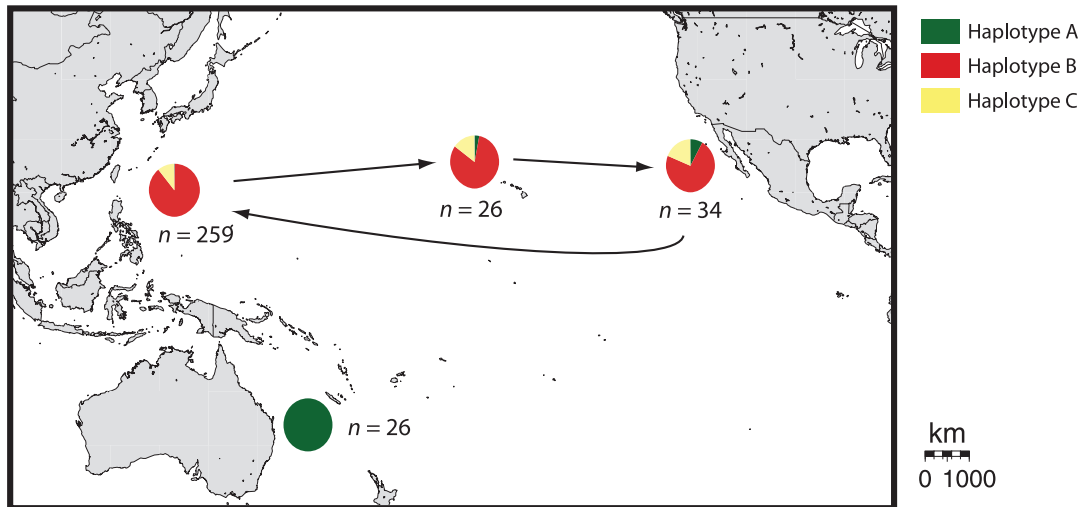 Haplotype A
Haplotype B
Haplotype C
n = 259
n = 26
n = 34
n = 26
km
0 1000